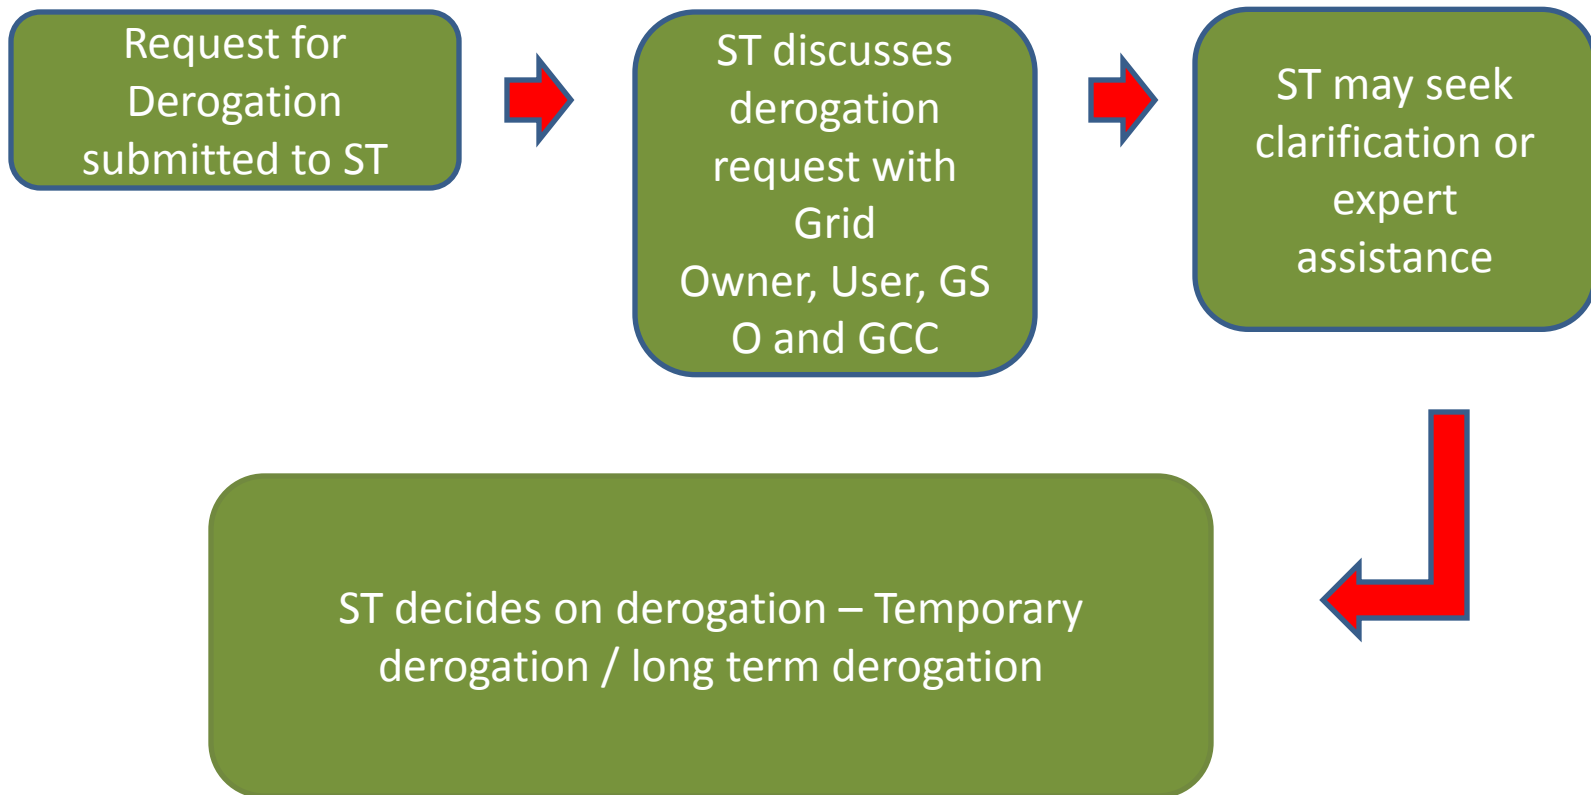 Request for
Derogation
submitted to ST
ST discusses
derogation
request with
Grid
Owner, User, GS
O and GCC
ST may seek
clarification or
expert
assistance
ST decides on derogation – Temporary
derogation / long term derogation